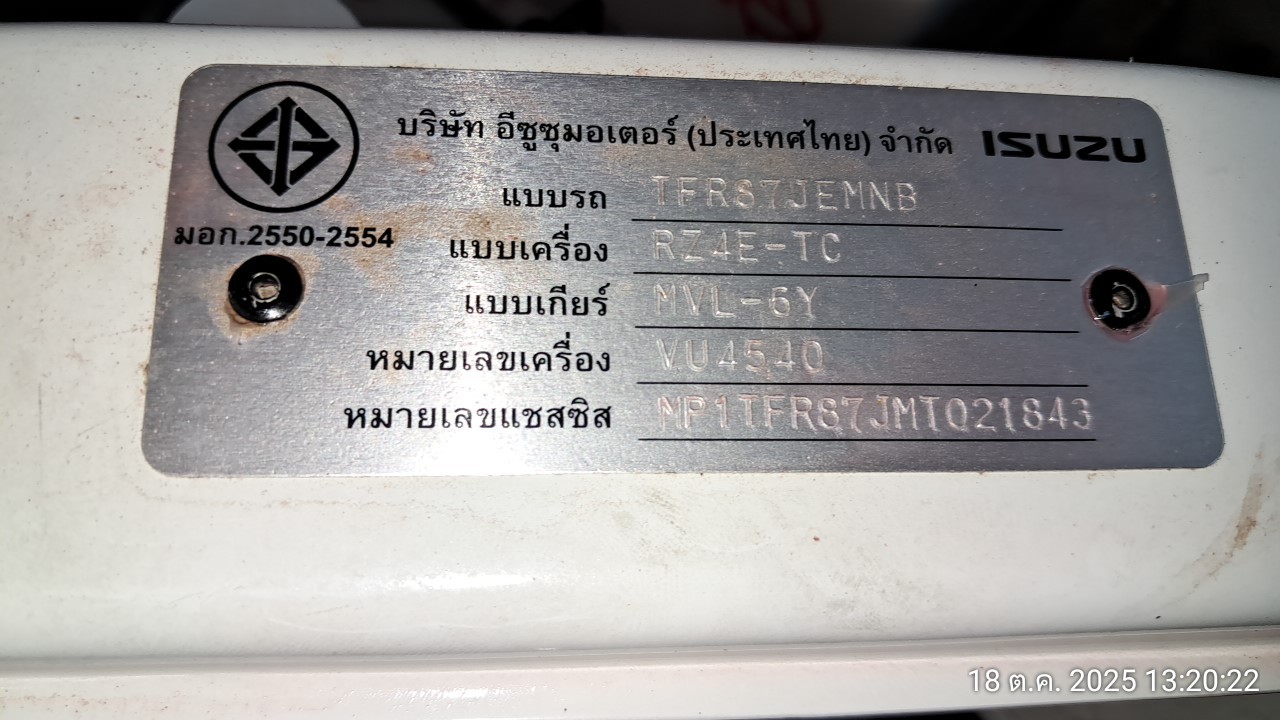 บริษัท อีซูซุมอเตอร์ (ประเทศไทย) จำกัด ISUZU
แบบรถ TFR87JEMNB
มอก.2550-2554
แบบเครื่อง RZ4E-TC
แบบเกียร์ MVL-6Y
หมายเลขเครื่อง VU4540
หมายเลขแชสซิส MP1TFR87JMT021843
18 ต.ค. 2025 13:20:22